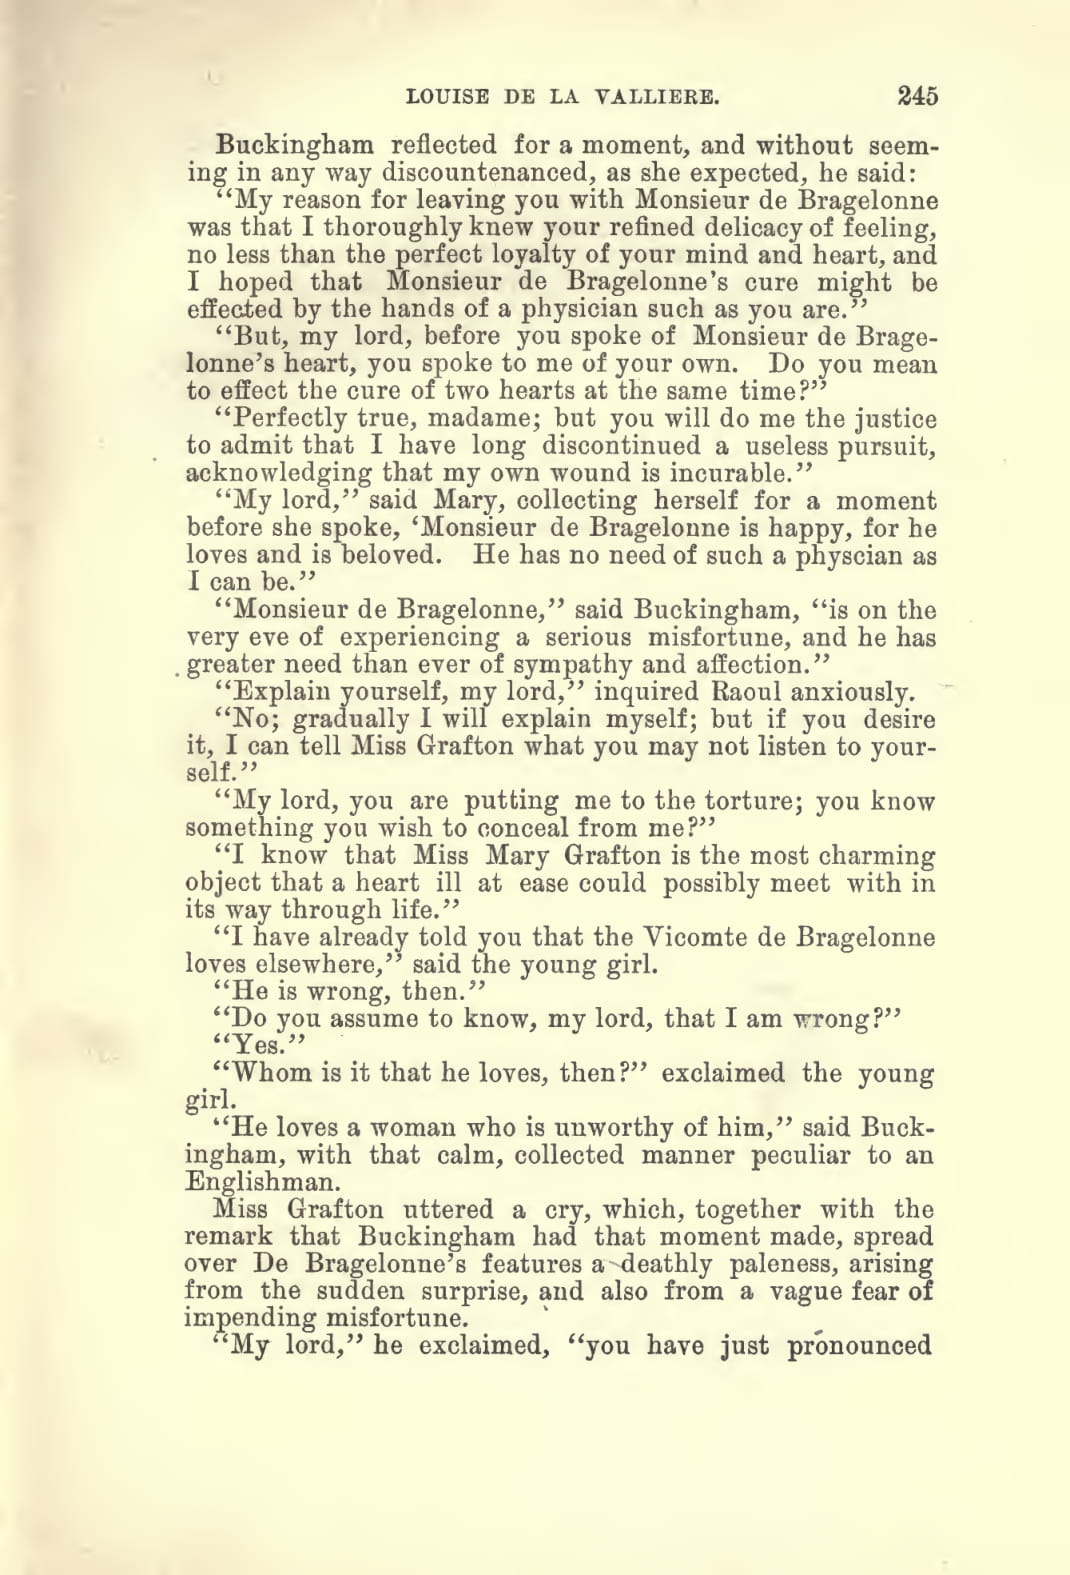 LOUISE DE LA VALLIERE. 245
Buckingham reflected for a moment, and without seem-
ing in any way discountenanced, as she expected, he said:
“My reason for leaving you with Monsieur de Bragelonne
was that I thoroughly knew your refined delicacy of feeling,
no less than the perfect loyalty of your mind and heart, and
I hoped that Monsieur de Bragelonne’s cure might be
effected by the hands of a physician such as you are.”
“But, my lord, before you spoke of Monsieur de Brage-
lonne’s heart, you spoke to me of your own. Do you mean
to effect the cure of two hearts at the same time?”
“Perfectly true, madame; but you will do me the justice
to admit that I have long discontinued a useless pursuit,
acknowledging that my own wound is incurable.”
“My lord,” said Mary, collecting herself for a moment
before she spoke, ‘Monsieur de Bragelonne is happy, for he
loves and is beloved. He has no need of such a physcian as
I can be.”
“Monsieur de Bragelonne,” said Buckingham, “is on the
very eve of experiencing a serious misfortune, and he has
greater need than ever of sympathy and affection.”
“Explain yourself, my lord,” inquired Raoul anxiously.
“No; gradually I will explain myself; but if you desire
it, I can tell Miss Grafton what you may not listen to your-
self.”
“My lord, you are putting me to the torture; you know
something you wish to conceal from me?”
“I know that Miss Mary Grafton is the most charming
object that a heart ill at ease could possibly meet with in
its way through life.”
“I have already told you that the Vicomte de Bragelonne
loves elsewhere,” said the young girl.
“He is wrong, then.”
“Do you assume to know, my lord, that I am wrong?”
“Yes.”
“Whom is it that he loves, then?” exclaimed the young
girl.
“He loves a woman who is unworthy of him,” said Buck-
ingham, with that calm, collected manner peculiar to an
Englishman.
Miss Grafton uttered a cry, which, together with the
remark that Buckingham had that moment made, spread
over De Bragelonne’s features a deathly paleness, arising
from the sudden surprise, and also from a vague fear of
impending misfortune.
“My lord,” he exclaimed, “you have just pronounced